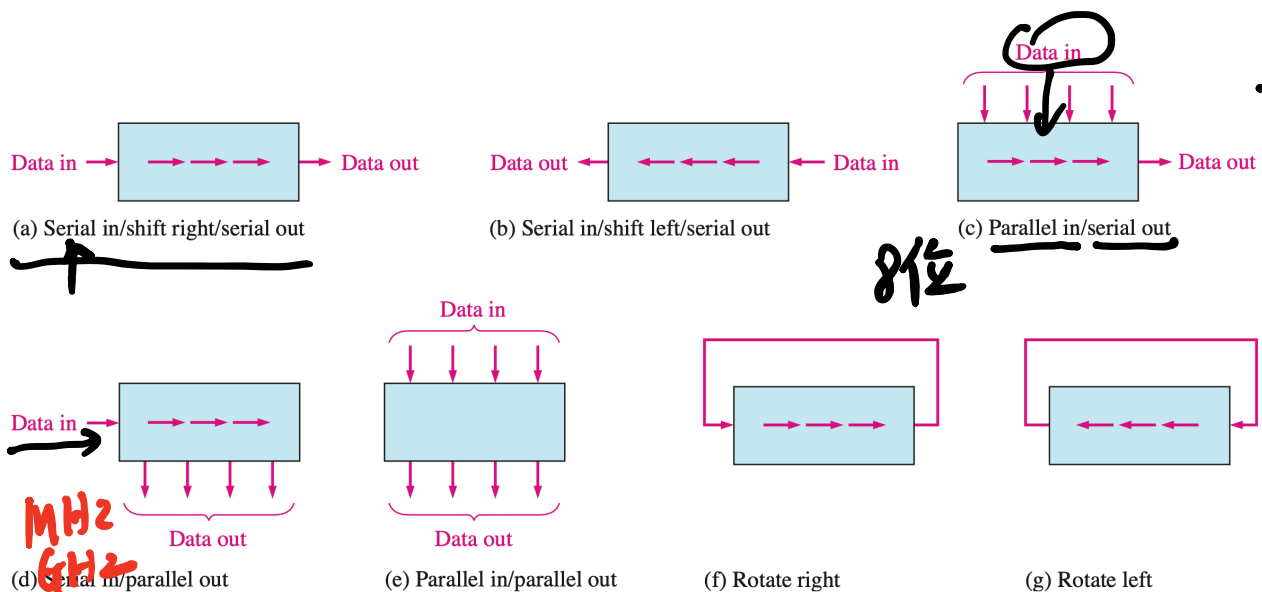 Data in
Data in
Data out
Data out
Data in
Data out
(a) Serial in/shift right/serial out
(b) Serial in/shift left/serial out
(c) Parallel in/serial out
8位
Data in
Data in
MHz
GHz
Data out
Data out
(d) Serial in/parallel out
(e) Parallel in/parallel out
(f) Rotate right
(g) Rotate left